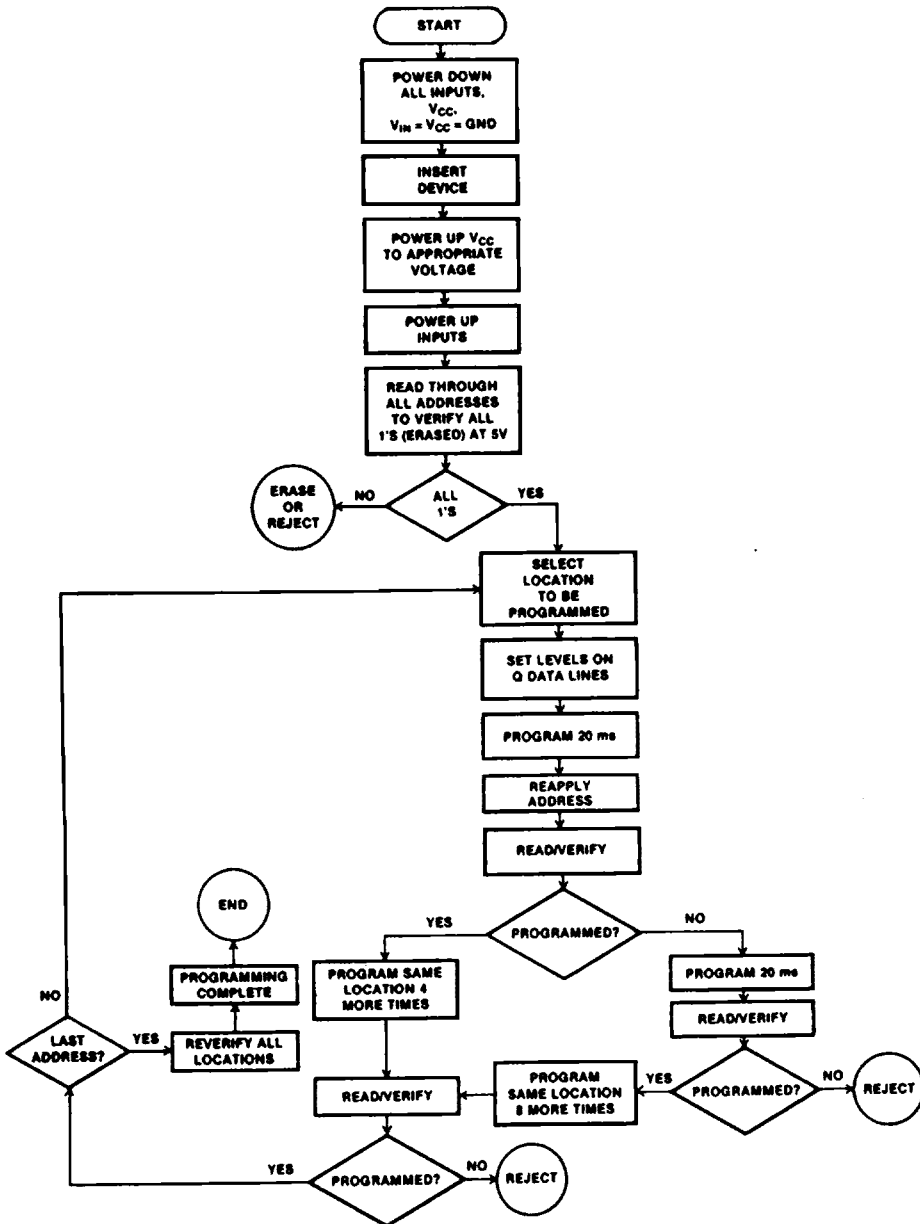 START
POWER DOWN
ALL INPUTS,
VCC,
VIN = VCC = GND
INSERT
DEVICE
POWER UP VCC
TO APPROPRIATE
VOLTAGE
POWER UP
INPUTS
READ THROUGH
ALL ADDRESSES
TO VERIFY ALL
1'S (ERASED) AT 5V
ERASE
OR
REJECT
NO
ALL
1'S
YES
SELECT
LOCATION
TO BE
PROGRAMMED
SET LEVELS ON
Q DATA LINES
PROGRAM 20 ms
REAPPLY
ADDRESS
READ/VERIFY
PROGRAMMED?
YES
NO
PROGRAM SAME
LOCATION 4
MORE TIMES
PROGRAM 20 ms
READ/VERIFY
PROGRAMMED?
NO
REJECT
YES
PROGRAM
SAME LOCATION
8 MORE TIMES
READ/VERIFY
PROGRAMMED?
NO
REJECT
YES
LAST
ADDRESS?
NO
YES
REVERIFY ALL
LOCATIONS
PROGRAMMING
COMPLETE
END